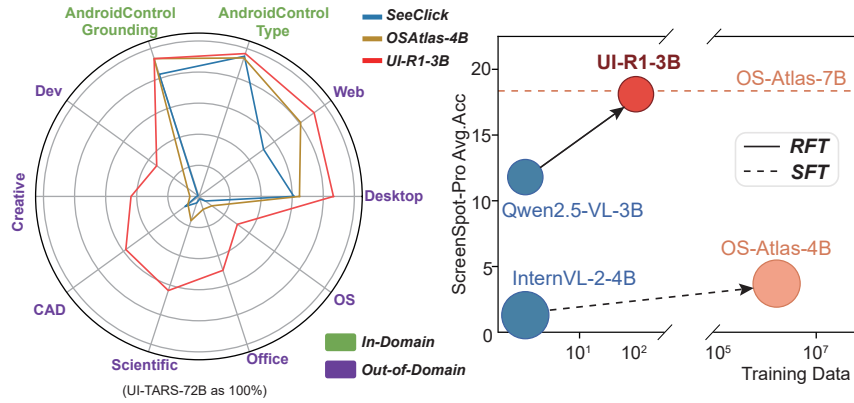 AndroidControl
Grounding
AndroidControl
Type
Web
Desktop
OS
Office
Scientific
CAD
Creative
Dev
SeeClick
OSAtlas-4B
UI-R1-3B
In-Domain
Out-of-Domain
(UI-TARS-72B as 100%)
ScreenSpot-Pro Avg.Acc
20
15
10
5
0
UI-R1-3B
OS-Atlas-7B
RFT
SFT
Qwen2.5-VL-3B
OS-Atlas-4B
InternVL-2-4B
10¹
10²
10⁵
10⁷
Training Data